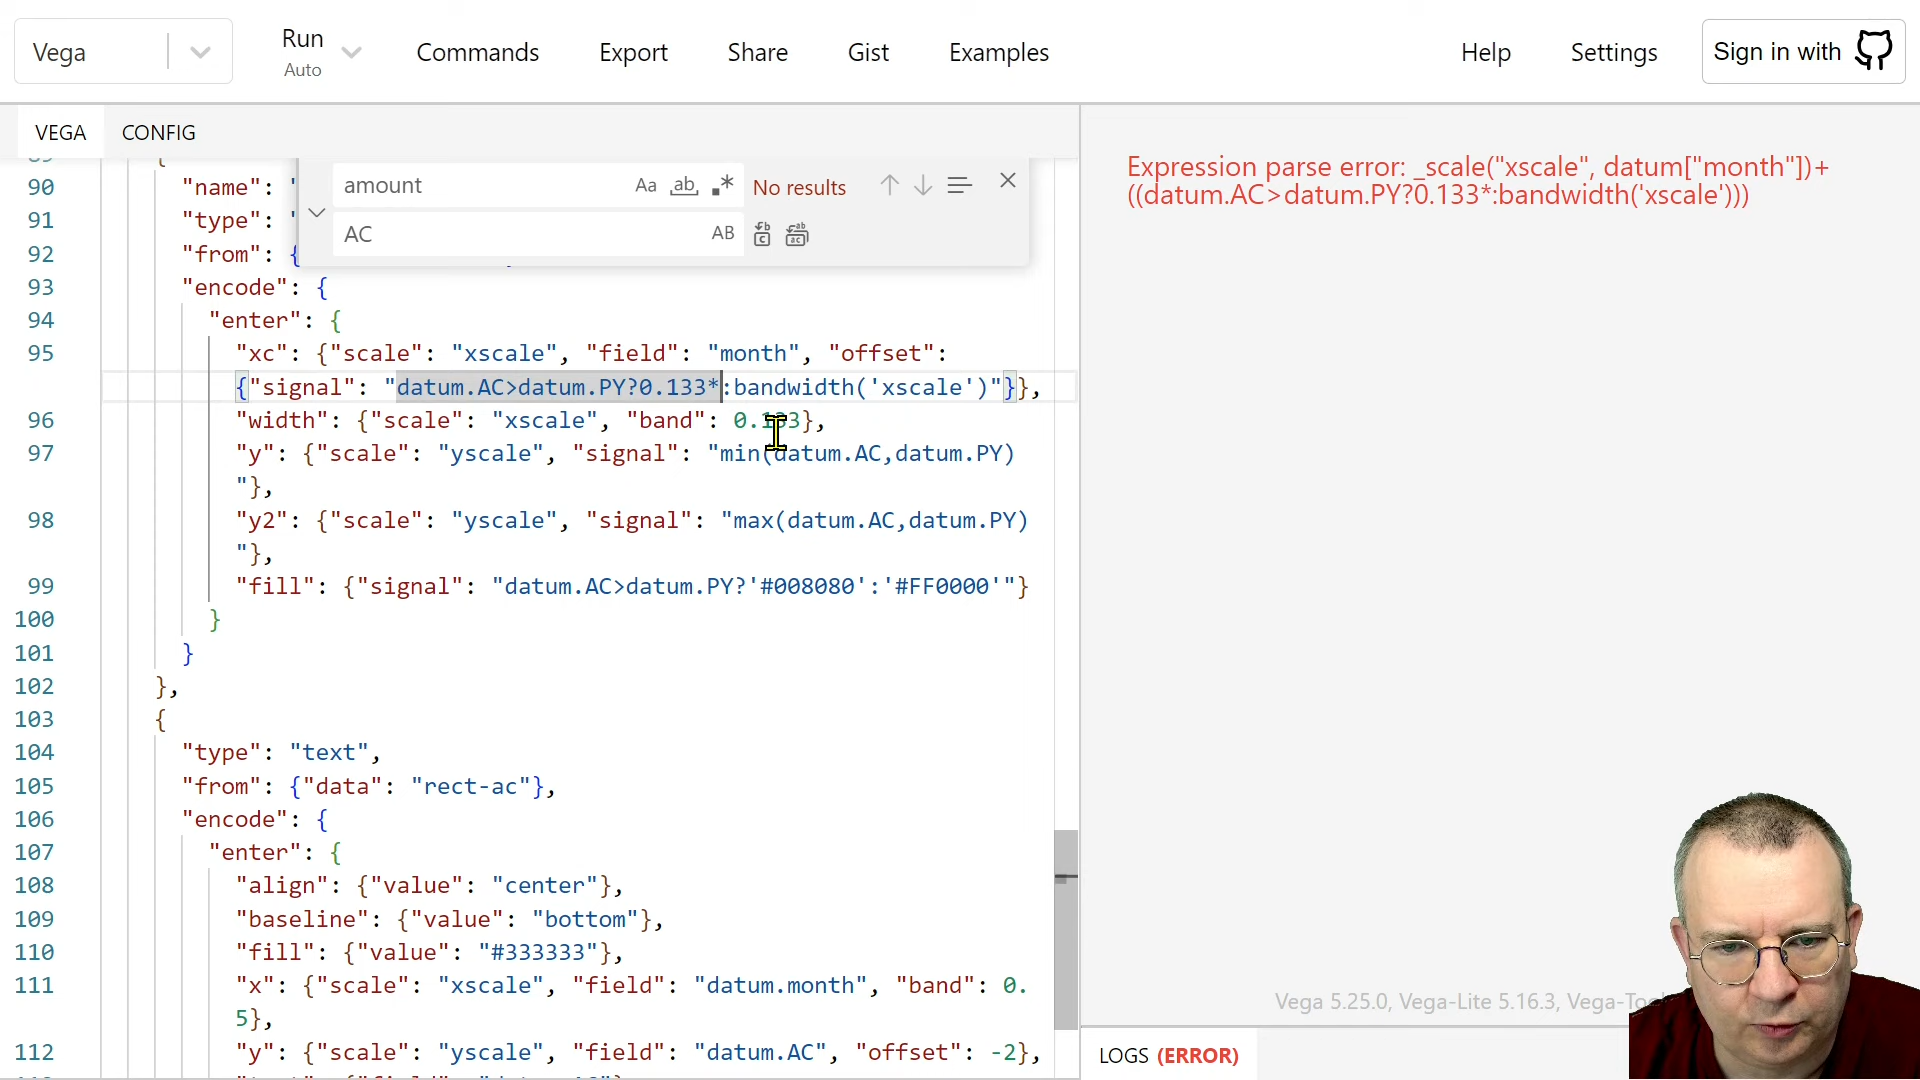 Vega
Run
Auto
Commands
Export
Share
Gist
Examples
Help
Settings
Sign in with
VEGA
CONFIG
amount
Aa
ab
.*
No results
AC
AB
90 "name": '
91 "type": '
92 "from": {
93 "encode": {
94 "enter": {
95 "xc": {"scale": "xscale", "field": "month", "offset":
{"signal": "datum.AC>datum.PY?0.133*:bandwidth('xscale')"}},
96 "width": {"scale": "xscale", "band": 0.133},
97 "y": {"scale": "yscale", "signal": "min(datum.AC,datum.PY)
"},
98 "y2": {"scale": "yscale", "signal": "max(datum.AC,datum.PY)
"},
99 "fill": {"signal": "datum.AC>datum.PY?'#008080':'#FF0000'"}
100 }
101 }
102 },
103 {
104 "type": "text",
105 "from": {"data": "rect-ac"},
106 "encode": {
107 "enter": {
108 "align": {"value": "center"},
109 "baseline": {"value": "bottom"},
110 "fill": {"value": "#333333"},
111 "x": {"scale": "xscale", "field": "datum.month", "band": 0.
5},
112 "y": {"scale": "yscale", "field": "datum.AC", "offset": -2},
Expression parse error: _scale("xscale", datum["month"])+
((datum.AC>datum.PY?0.133*:bandwidth('xscale')))
Vega 5.25.0, Vega-Lite 5.16.3,
LOGS (ERROR)